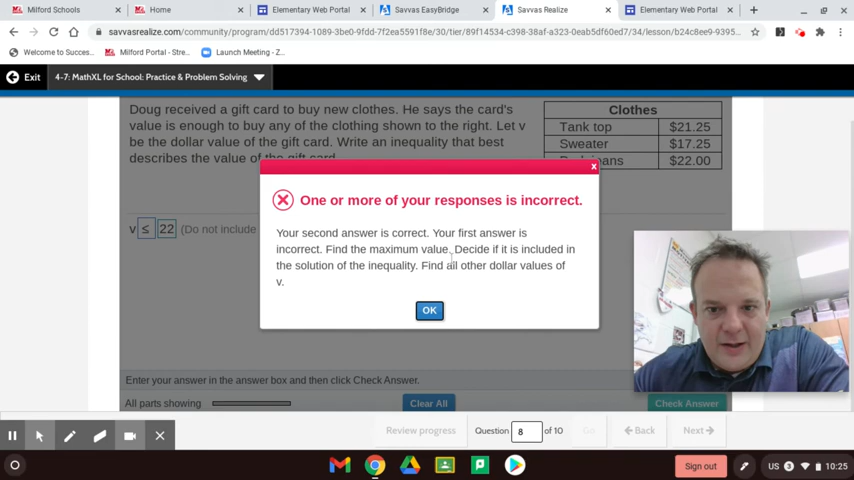 Milford Schools
Home
Elementary Web Portal
Savvas EasyBridge
Savvas Realize
Elementary Web Portal
savvasrealize.com/community/program/dd517394-1089-3be0-9fdd-7f2ea5591f8e/30/tier/89f14534-c398-38af-a323-0eab5df60ed7/34/lesson/b24c8ee9-9395...
Welcome to Succes...
Milford Portal - Stre...
Launch Meeting - Z...
Exit
4-7: MathXL for School: Practice & Problem Solving
Doug received a gift card to buy new clothes. He says the card's
value is enough to buy any of the clothing shown to the right. Let v
be the dollar value of the gift card. Write an inequality that best
describes the value of the gift card.
Clothes
Tank top $21.25
Sweater $17.25
$22.00
v ≤ 22 (Do not include
x
One or more of your responses is incorrect.
Your second answer is correct. Your first answer is
incorrect. Find the maximum value. Decide if it is included in
the solution of the inequality. Find all other dollar values of
v.
OK
Enter your answer in the answer box and then click Check Answer.
All parts showing
Clear All
Check Answer
Review progress
Question 8 of 10
Go
Back
Next
Sign out
US 3 10:25